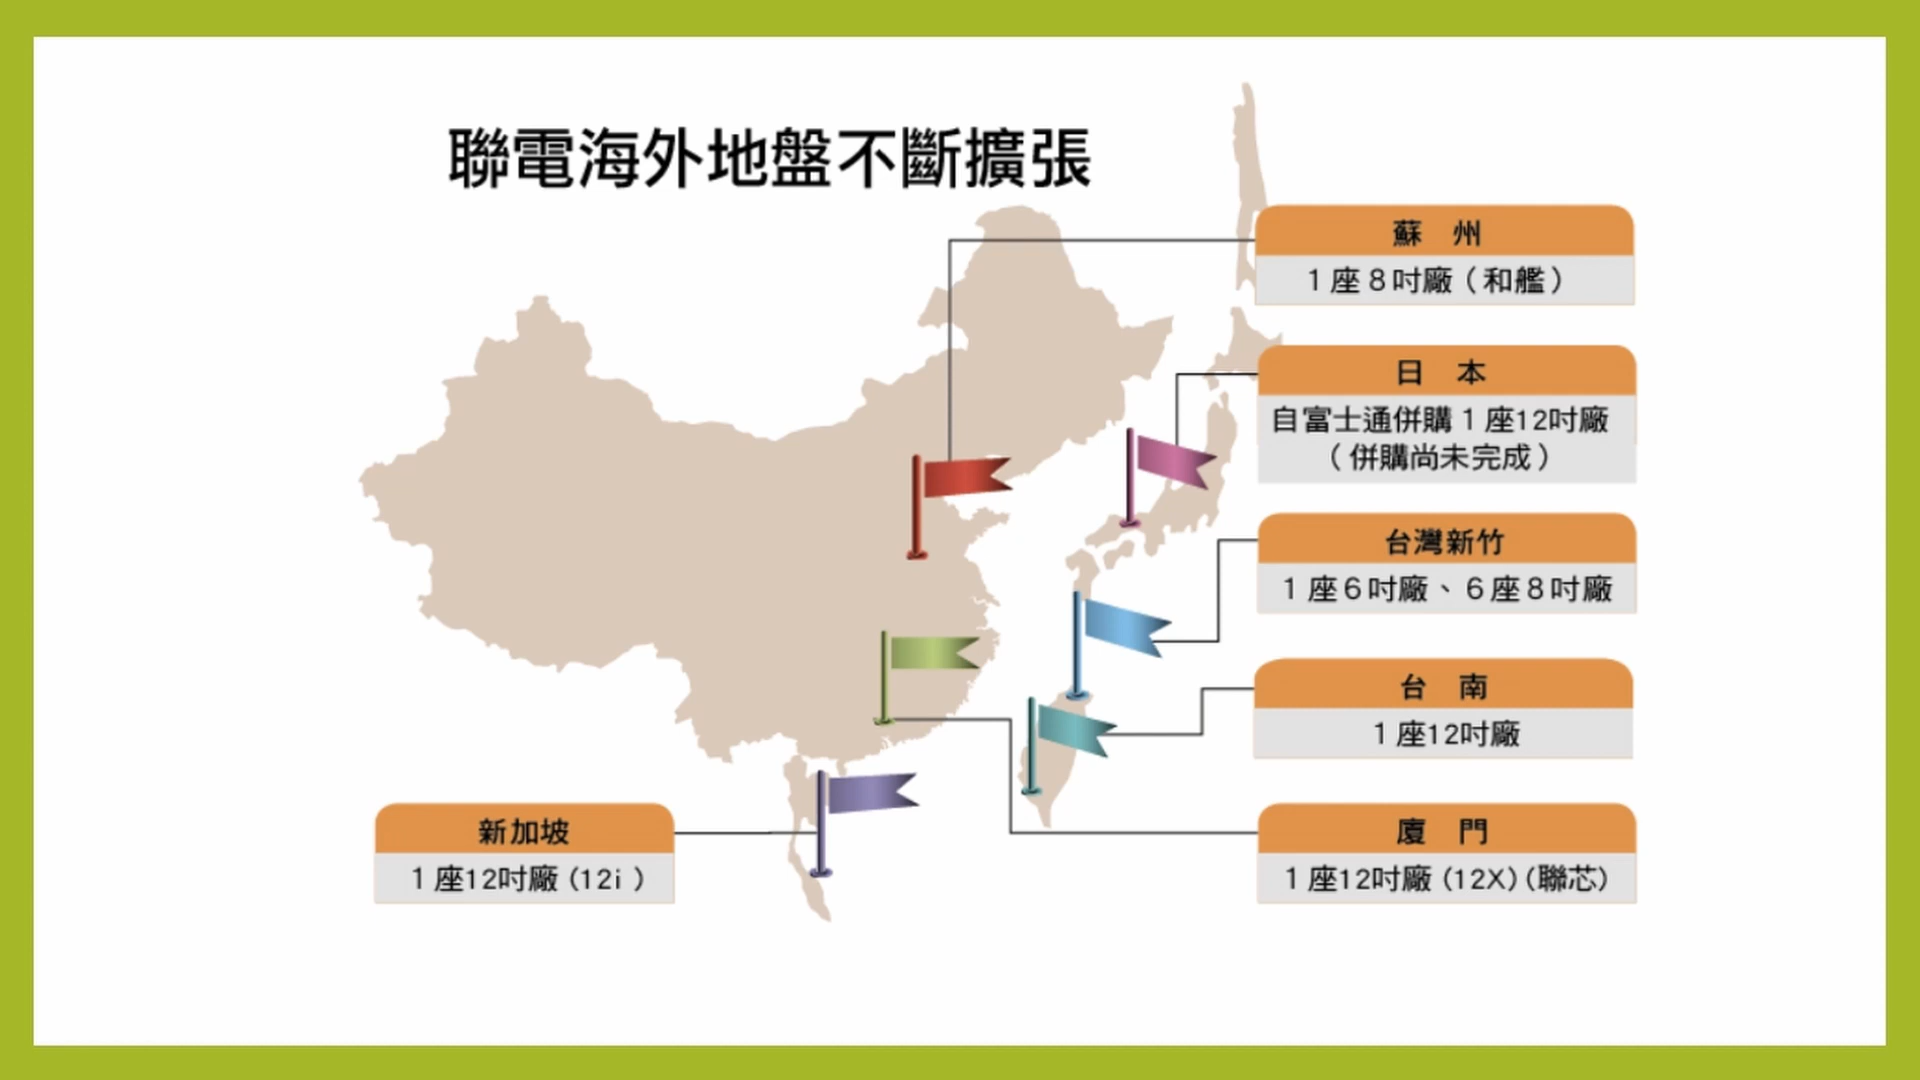 聯電海外地盤不斷擴張
蘇 州
1座8吋廠(和艦)
日 本
自富士通併購1座12吋廠
(併購尚未完成)
台灣新竹
1座6吋廠、6座8吋廠
台 南
1座12吋廠
新加坡
1座12吋廠(12i )
廈 門
1座12吋廠(12X)(聯芯)